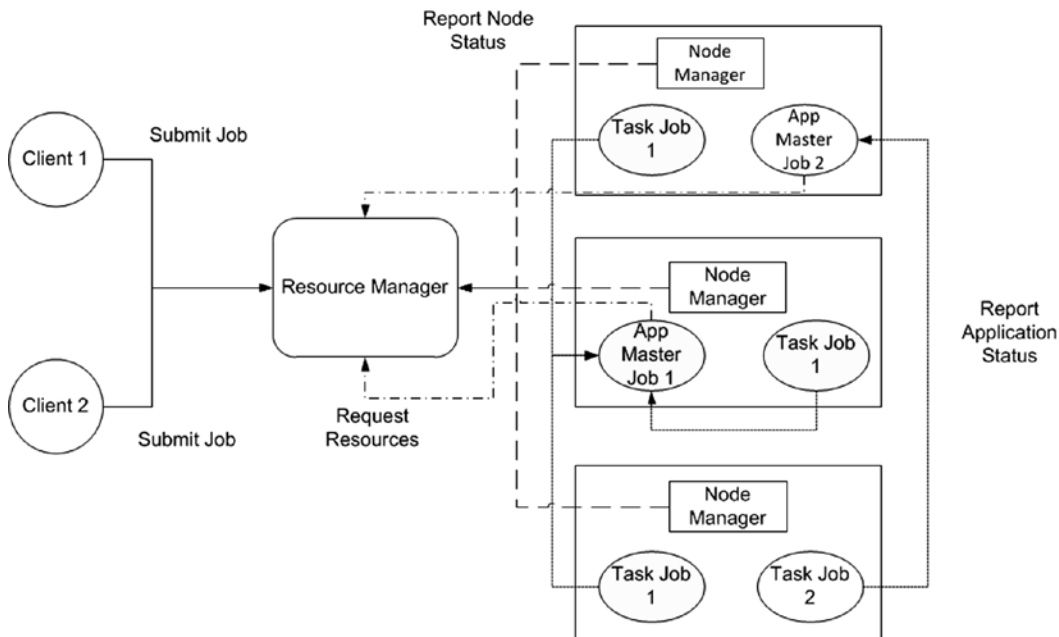 Report Node
Status
Node
Manager
Task Job
1
App
Master
Job 2
Client 1
Submit Job
Resource Manager
Node
Manager
App
Master
Job 1
Task Job
1
Report
Application
Status
Client 2
Submit Job
Request
Resources
Node
Manager
Task Job
1
Task Job
2